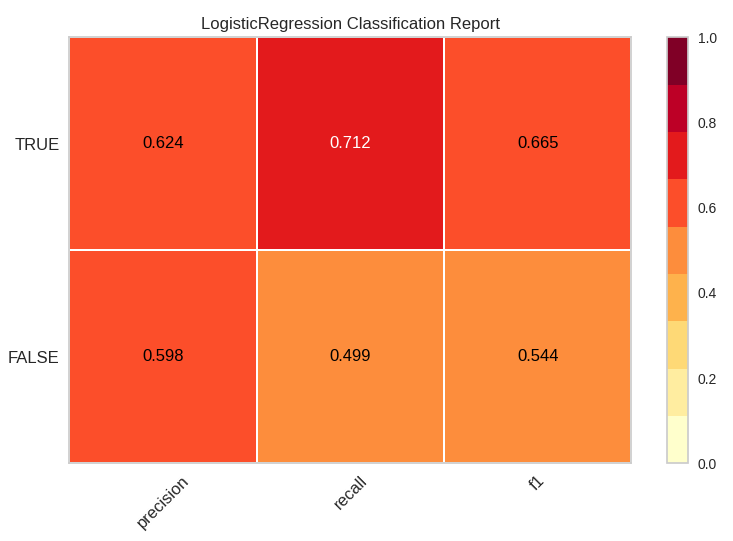 LogisticRegression Classification Report
TRUE 0.624 0.712 0.665
FALSE 0.598 0.499 0.544
precision recall f1
1.0
0.8
0.6
0.4
0.2
0.0